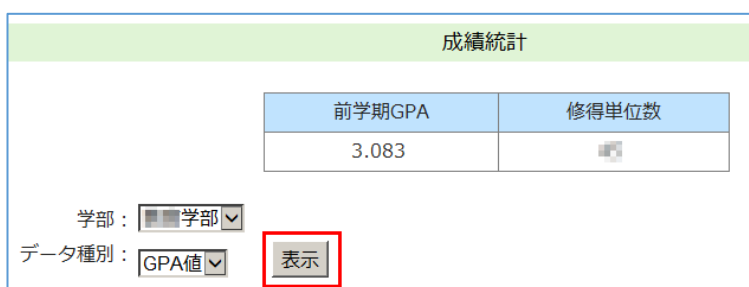 成績統計
前学期GPA 修得単位数
3.083
学部： 学部
データ種別： GPA値 表示